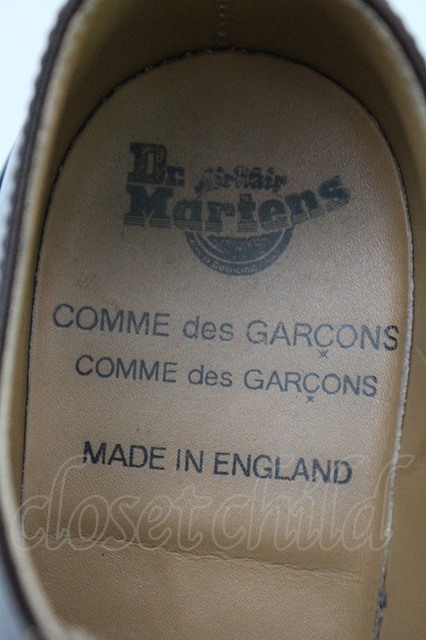 Dr. AirWair
Martens
COMME des GARÇONS
COMME des GARÇONS
MADE IN ENGLAND
closet child